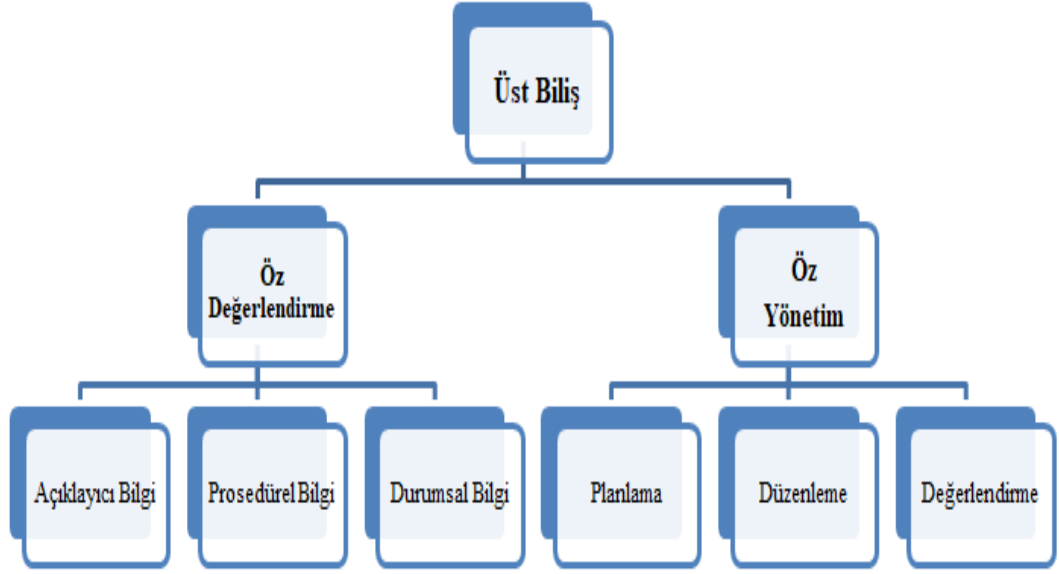 Üst Biliş
Öz
Değerlendirme
Öz
Yönetim
Açıklayıcı Bilgi
Prosedürel Bilgi
Durumsal Bilgi
Planlama
Düzenleme
Değerlendirme